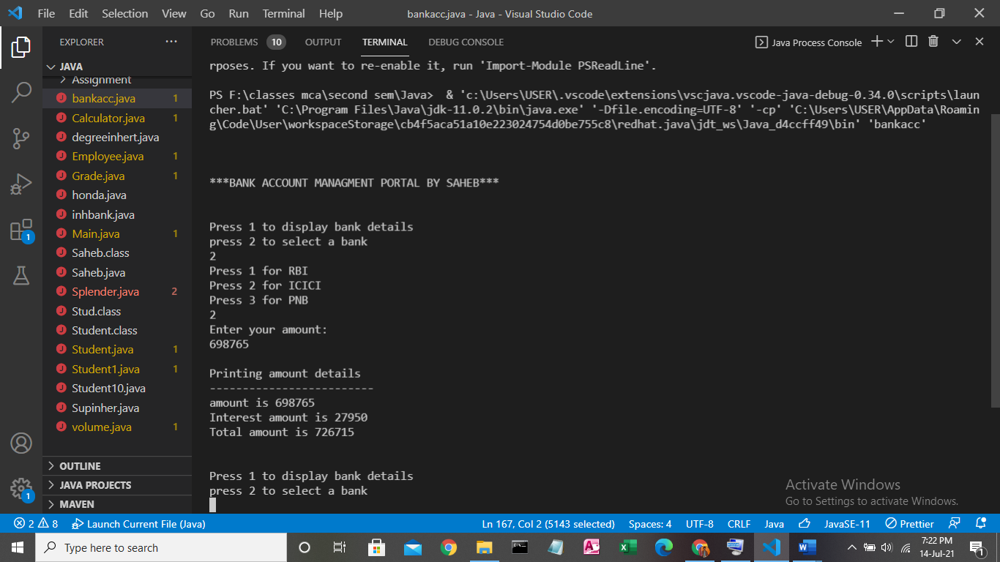 File Edit Selection View Go Run Terminal Help
bankacc.java - Java - Visual Studio Code
EXPLORER
JAVA
Assignment
bankacc.java 1
Calculator.java 1
degreeinhert.java
Employee.java 1
Grade.java 1
honda.java
inhbank.java
Main.java 1
Saheb.class
Saheb.java
Splender.java 2
Stud.class
Student.class
Student.java 1
Student1.java 1
Student10.java
Supinher.java
volume.java 1
OUTLINE
JAVA PROJECTS
MAVEN
1
1
PROBLEMS 10 OUTPUT TERMINAL DEBUG CONSOLE
Java Process Console
rposes. If you want to re-enable it, run 'Import-Module PSReadLine'.
PS F:\classes mca\second sem\Java>  & 'c:\Users\USER\.vscode\extensions\vscjava.vscode-java-debug-0.34.0\scripts\laun
cher.bat' 'C:\Program Files\Java\jdk-11.0.2\bin\java.exe' '-Dfile.encoding=UTF-8' '-cp' 'C:\Users\USER\AppData\Roamin
g\Code\User\workspaceStorage\cb4f5aca51a10e223024754d0be755c8\redhat.java\jdt_ws\Java_d4ccff49\bin' 'bankacc'
***BANK ACCOUNT MANAGMENT PORTAL BY SAHEB***
Press 1 to display bank details
press 2 to select a bank
2
Press 1 for RBI
Press 2 for ICICI
Press 3 for PNB
2
Enter your amount:
698765
Printing amount details
-------------------------
amount is 698765
Interest amount is 27950
Total amount is 726715
Press 1 to display bank details
press 2 to select a bank
Activate Windows
Go to Settings to activate Windows.
2 8 Launch Current File (Java) Ln 167, Col 2 (5143 selected) Spaces: 4 UTF-8 CRLF Java JavaSE-11 Prettier
Type here to search
7:22 PM
14-Jul-21
1